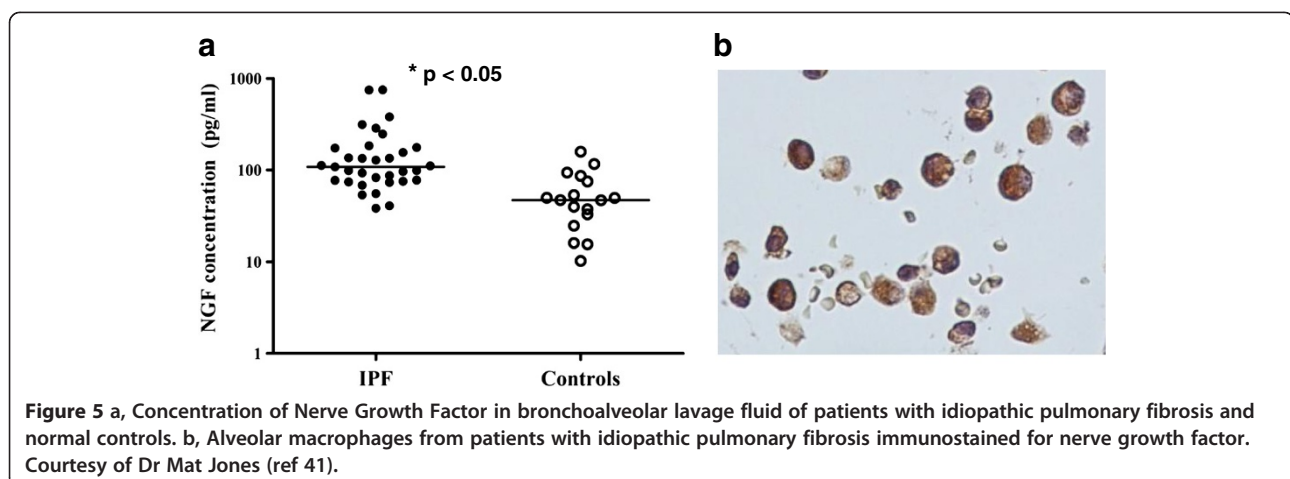 a
b
* p < 0.05
NGF concentration (pg/ml)
1000
100
10
1
IPF
Controls
Figure 5 a, Concentration of Nerve Growth Factor in bronchoalveolar lavage fluid of patients with idiopathic pulmonary fibrosis and
normal controls. b, Alveolar macrophages from patients with idiopathic pulmonary fibrosis immunostained for nerve growth factor.
Courtesy of Dr Mat Jones (ref 41).